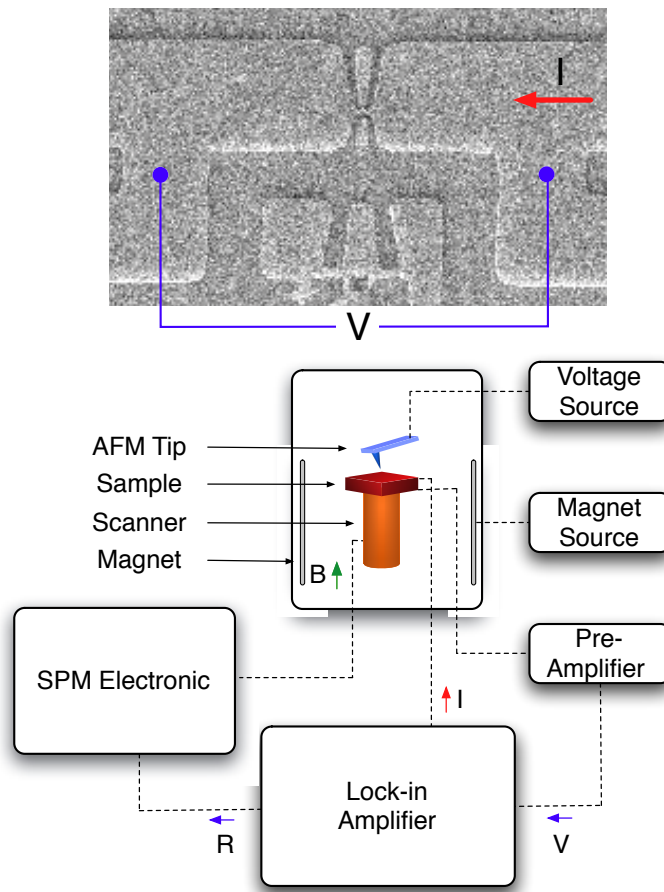 I
V
Voltage
Source
AFM Tip
Sample
Scanner
Magnet
Magnet
Source
B
SPM Electronic
Pre-
Amplifier
I
Lock-in
Amplifier
R
V